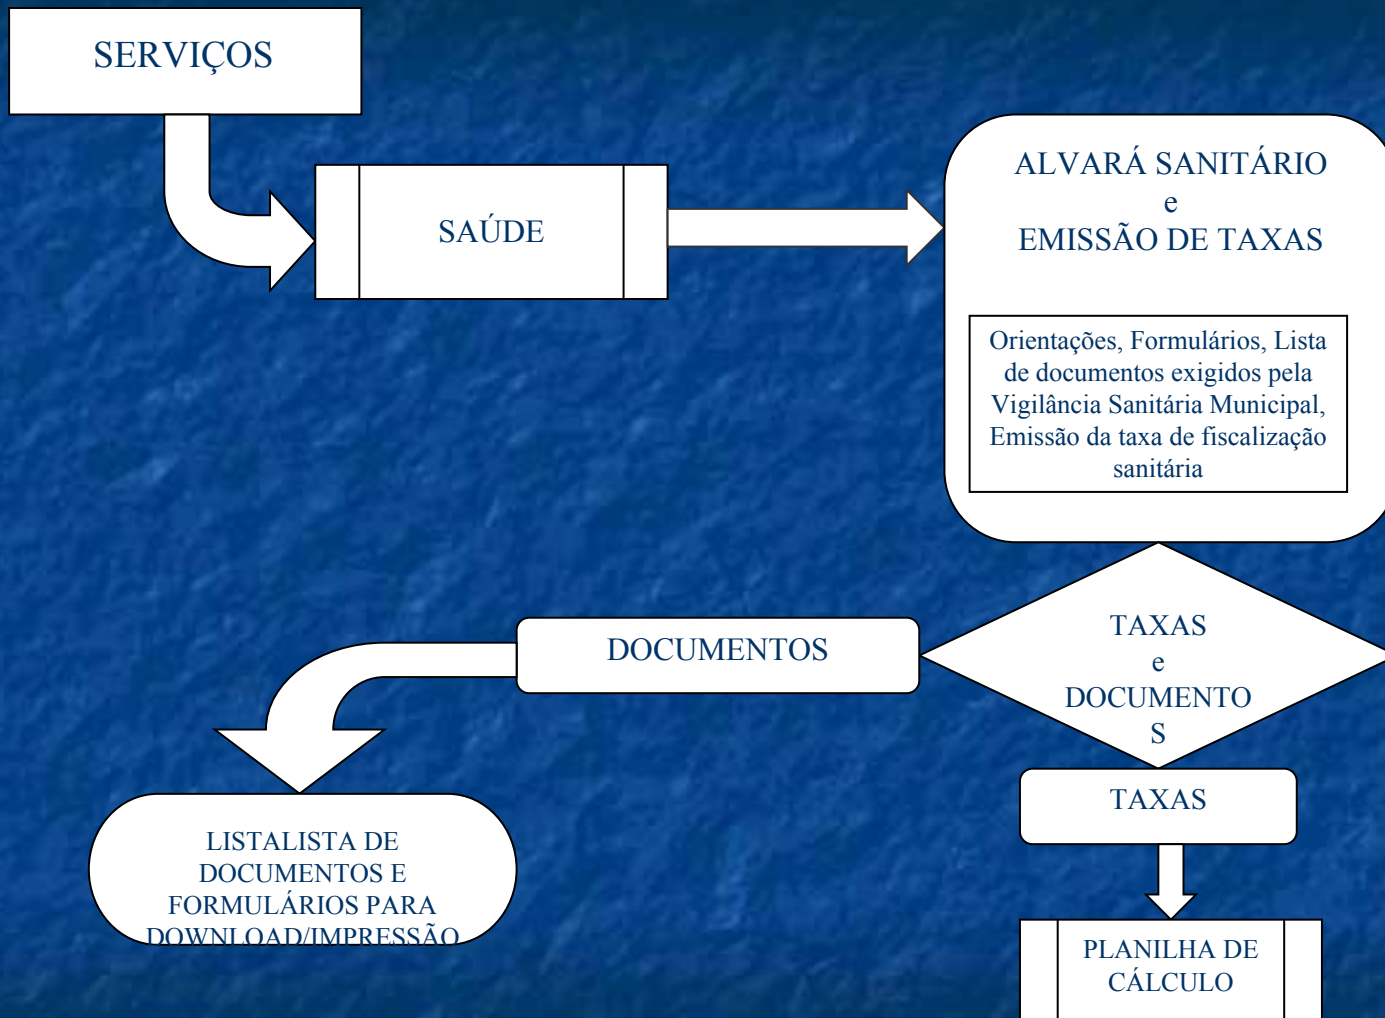 SERVIÇOS
SAÚDE
ALVARÁ SANITÁRIO
e
EMISSÃO DE TAXAS
Orientações, Formulários, Lista
de documentos exigidos pela
Vigilância Sanitária Municipal,
Emissão da taxa de fiscalização
sanitária
TAXAS
e
DOCUMENTO
S
DOCUMENTOS
TAXAS
LISTALISTA DE
DOCUMENTOS E
FORMULÁRIOS PARA
DOWNLOAD/IMPRESSÃO
PLANILHA DE
CÁLCULO